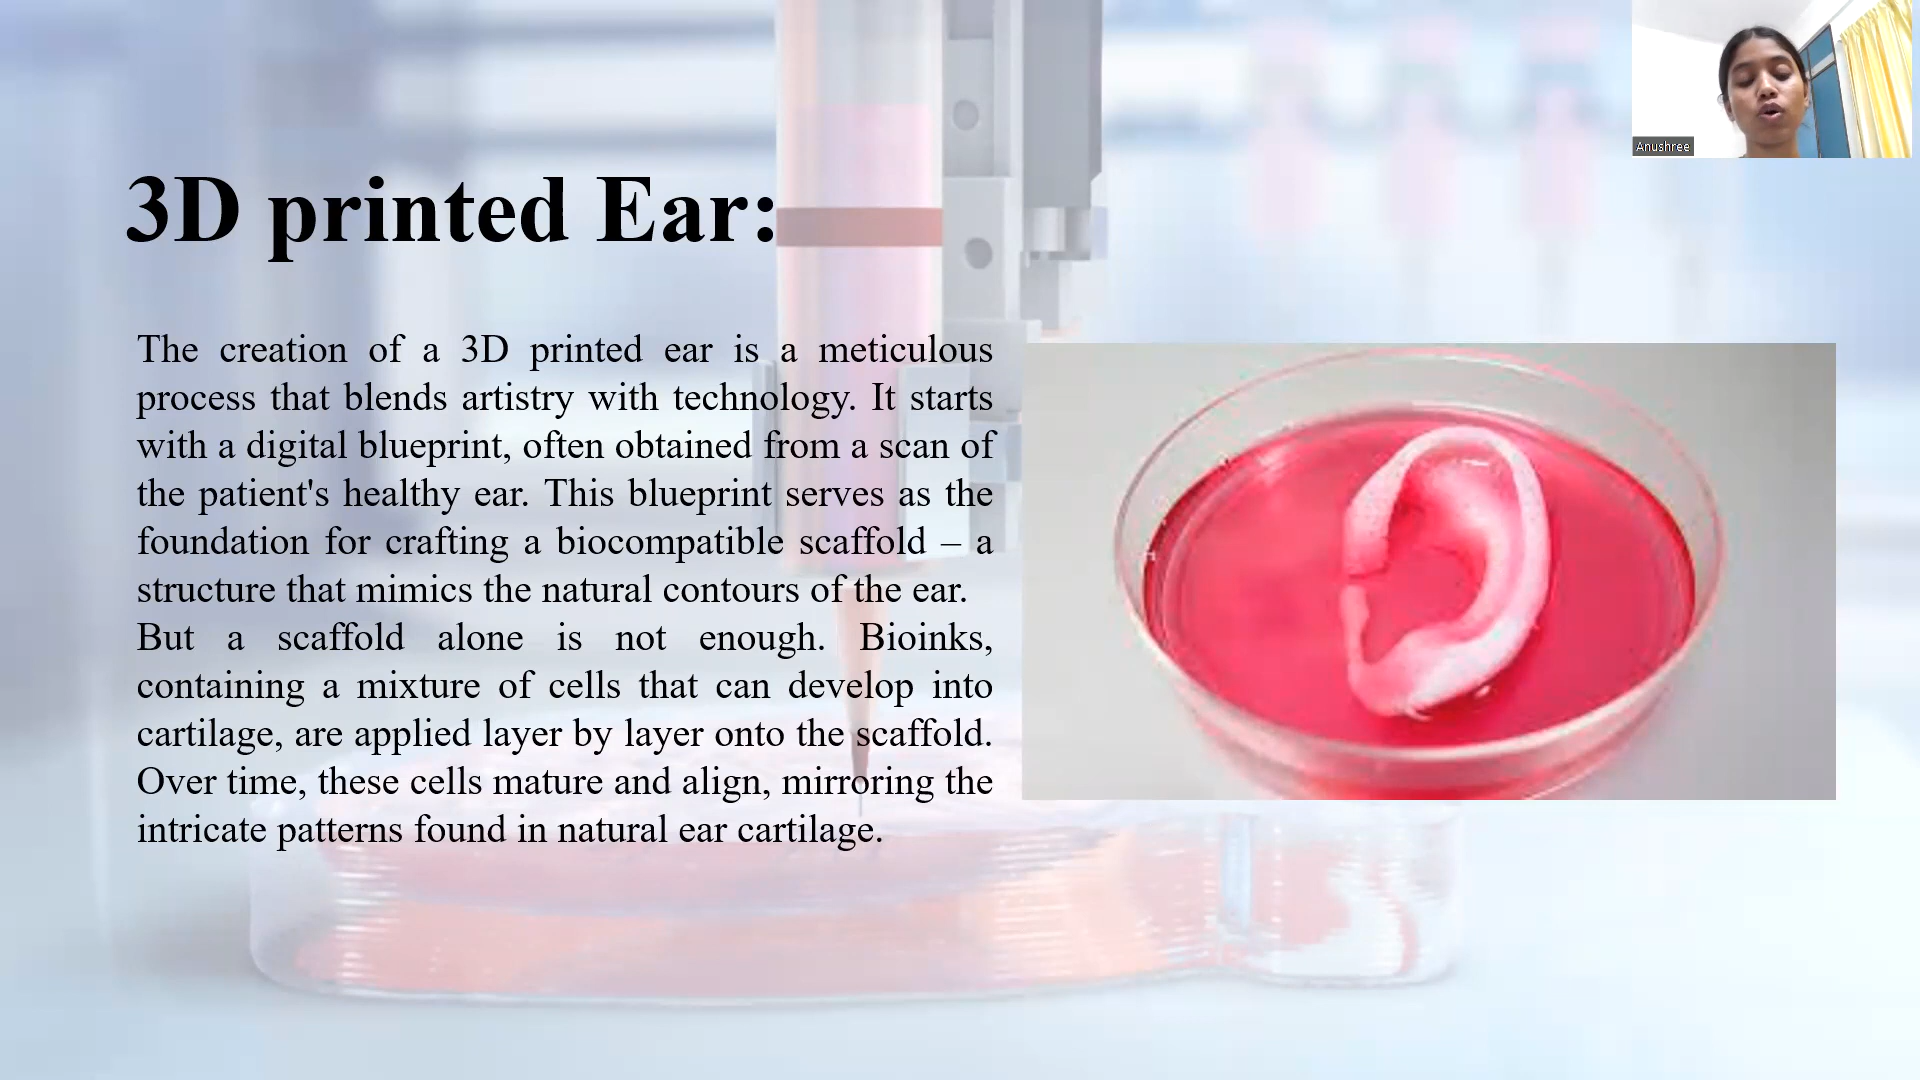 3D printed Ear:
The creation of a 3D printed ear is a meticulous
process that blends artistry with technology. It starts
with a digital blueprint, often obtained from a scan of
the patient's healthy ear. This blueprint serves as the
foundation for crafting a biocompatible scaffold – a
structure that mimics the natural contours of the ear.
But a scaffold alone is not enough. Bioinks,
containing a mixture of cells that can develop into
cartilage, are applied layer by layer onto the scaffold.
Over time, these cells mature and align, mirroring the
intricate patterns found in natural ear cartilage.
Anushree